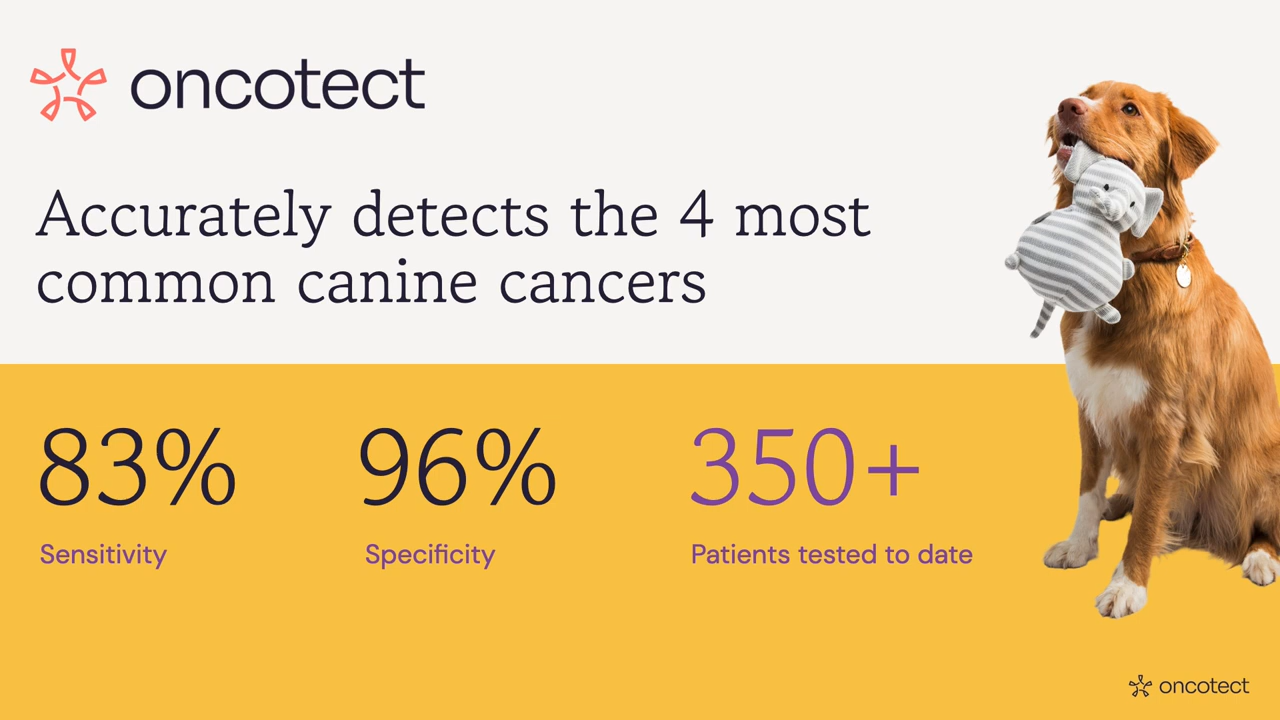 oncotect
Accurately detects the 4 most
common canine cancers
83%
96%
350+
Sensitivity
Specificity
Patients tested to date
oncotect